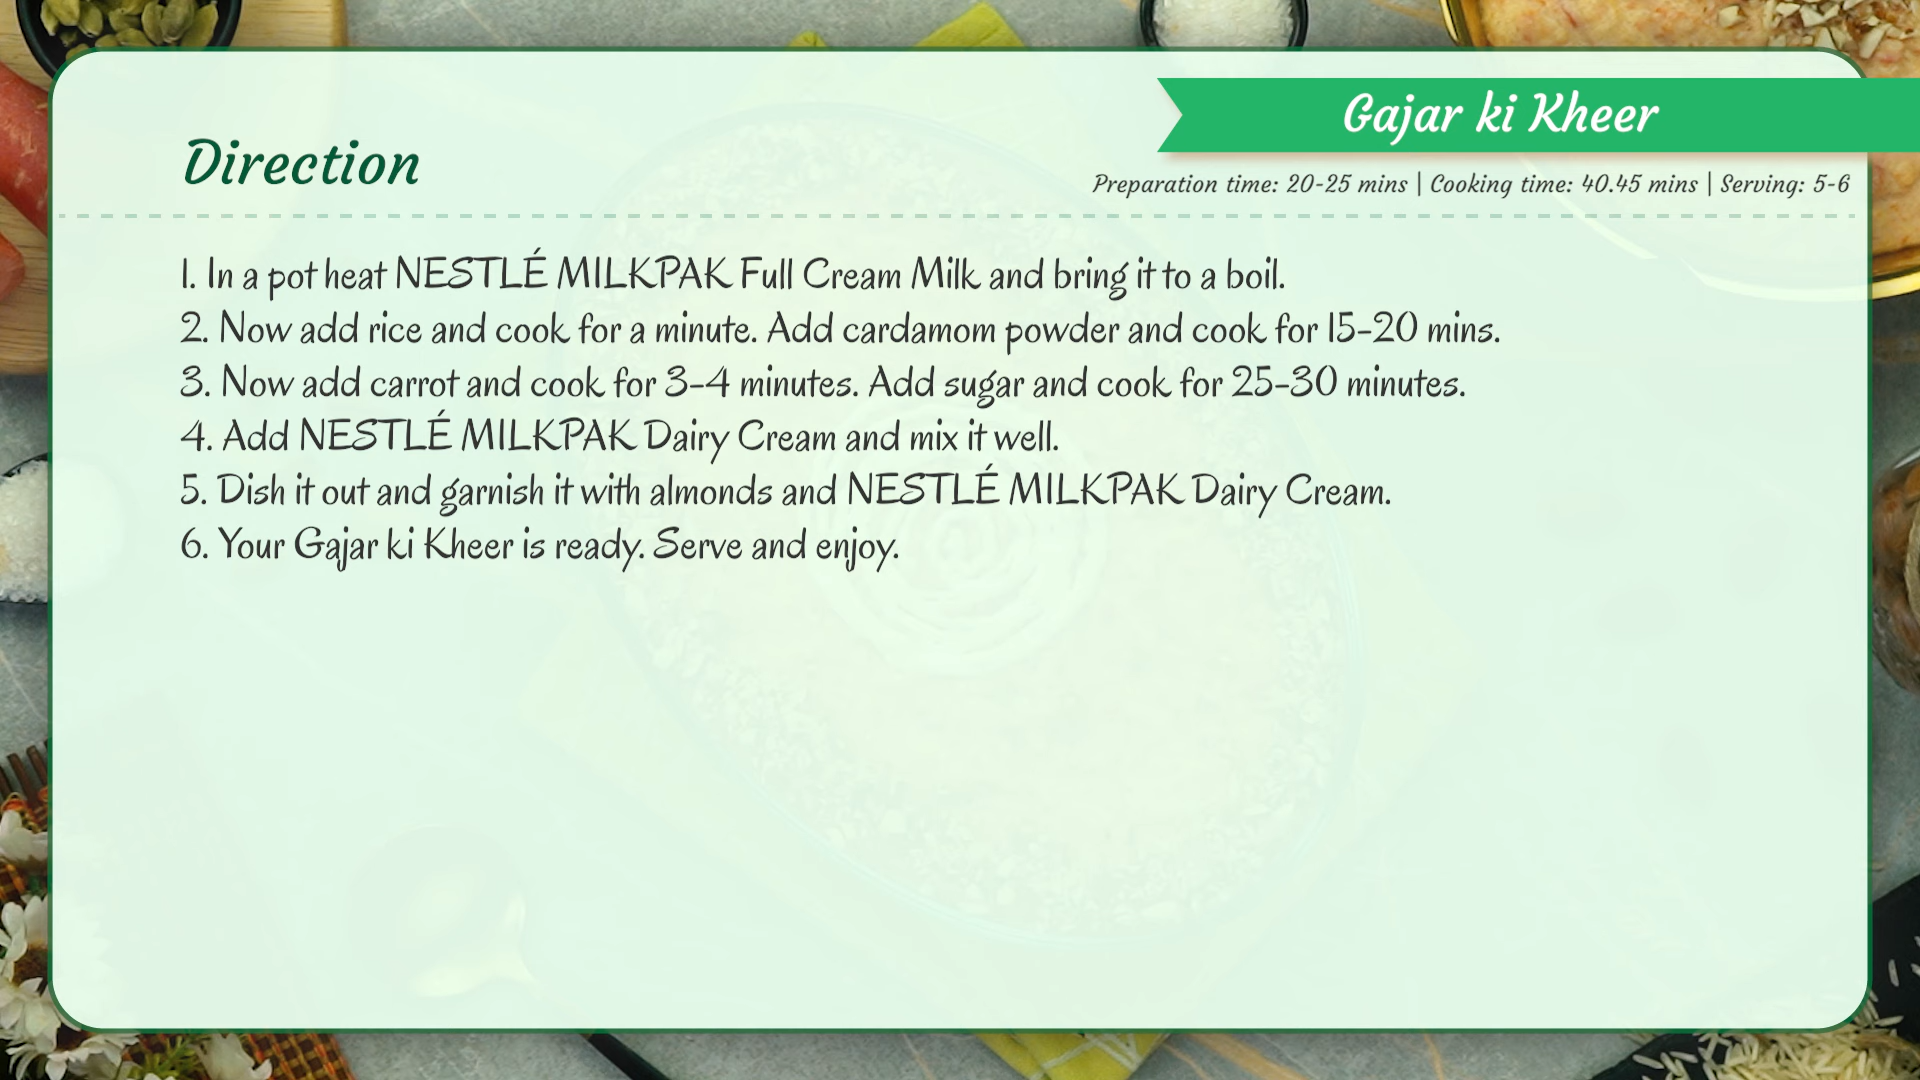 Gajar ki Kheer
Direction
Preparation time: 20-25 mins | Cooking time: 40.45 mins | Serving: 5-6
1. In a pot heat NESTLÉ MILKPAK Full Cream Milk and bring it to a boil.
2. Now add rice and cook for a minute. Add cardamom powder and cook for 15-20 mins.
3. Now add carrot and cook for 3-4 minutes. Add sugar and cook for 25-30 minutes.
4. Add NESTLÉ MILKPAK Dairy Cream and mix it well.
5. Dish it out and garnish it with almonds and NESTLÉ MILKPAK Dairy Cream.
6. Your Gajar ki Kheer is ready. Serve and enjoy.